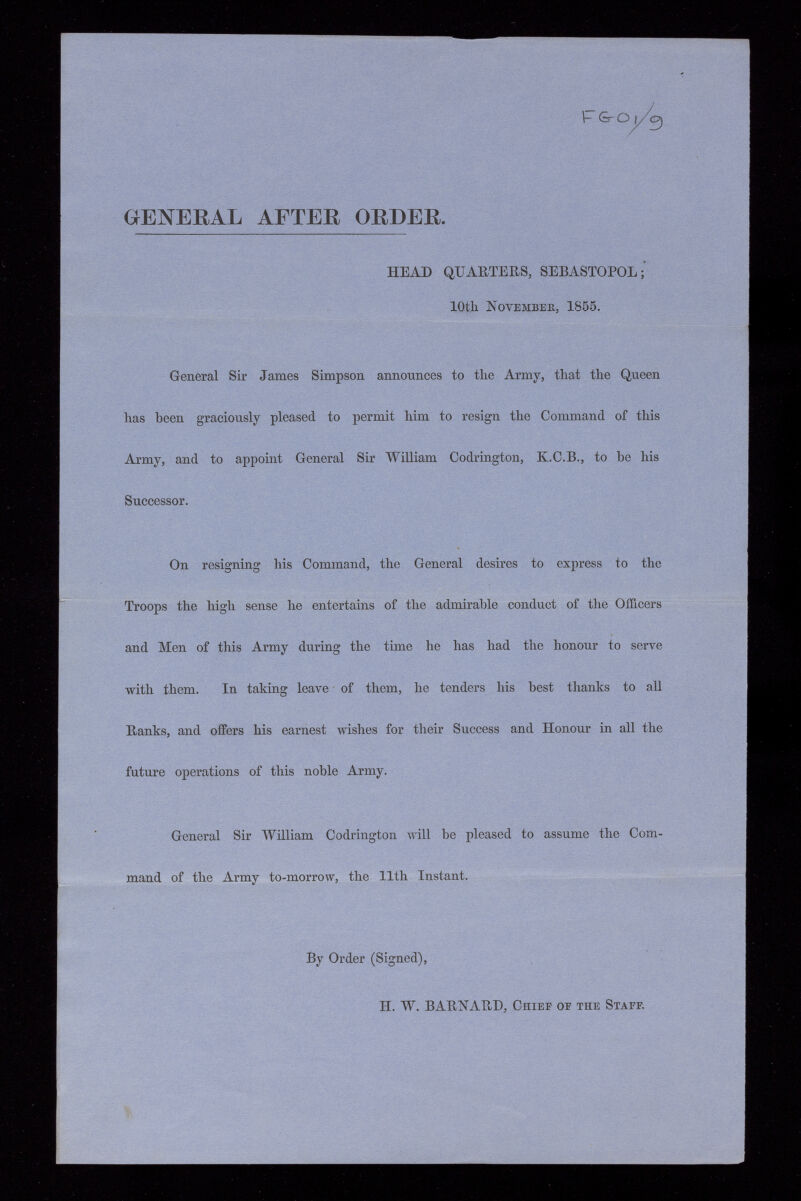 FG01/9
GENERAL AFTER ORDER.
HEAD QUARTERS, SEBASTOPOL;
10th November, 1855.
General Sir James Simpson announces to the Army, that the Queen
has been graciously pleased to permit him to resign the Command of this
Army, and to appoint General Sir William Codrington, K.C.B., to be his
Successor.
On resigning his Command, the General desires to express to the
Troops the high sense he entertains of the admirable conduct of the Officers
and Men of this Army during the time he has had the honour to serve
with them. In taking leave of them, he tenders his best thanks to all
Ranks, and offers his earnest wishes for their Success and Honour in all the
future operations of this noble Army.
General Sir William Codrington will be pleased to assume the Com-
mand of the Army to-morrow, the 11th Instant.
By Order (Signed),
H. W. BARNARD, Chief of the Staff.